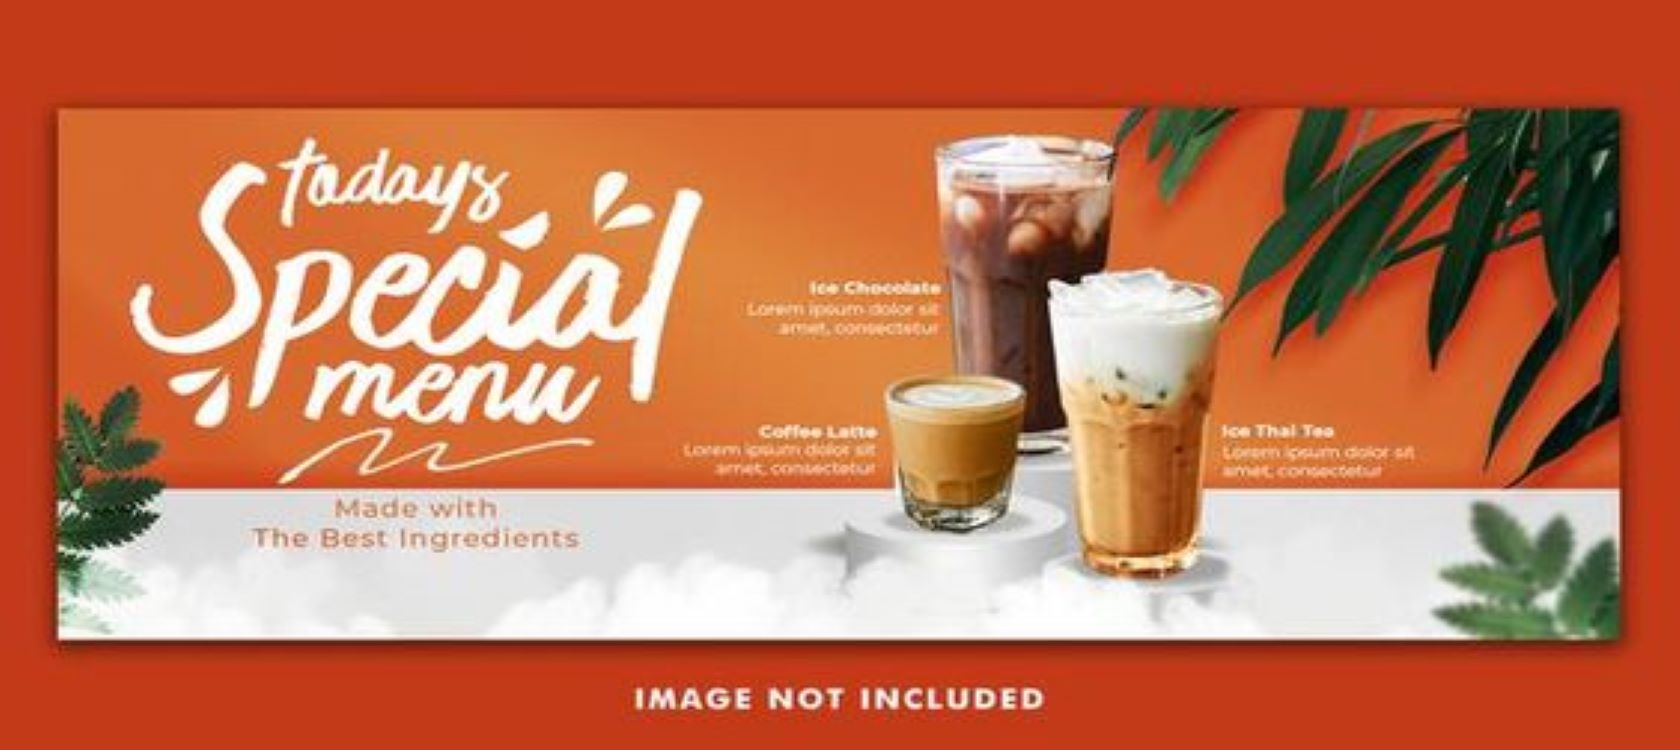 todays
Special
menu
Made with
The Best Ingredients
Ice Chocolate
Lorem ipsum dolor sit
amet, consectetur
Coffee Latte
Lorem ipsum dolor sit
amet, consectetur
Ice Thai Tea
Lorem ipsum dolor sit
amet, consectetur
IMAGE NOT INCLUDED